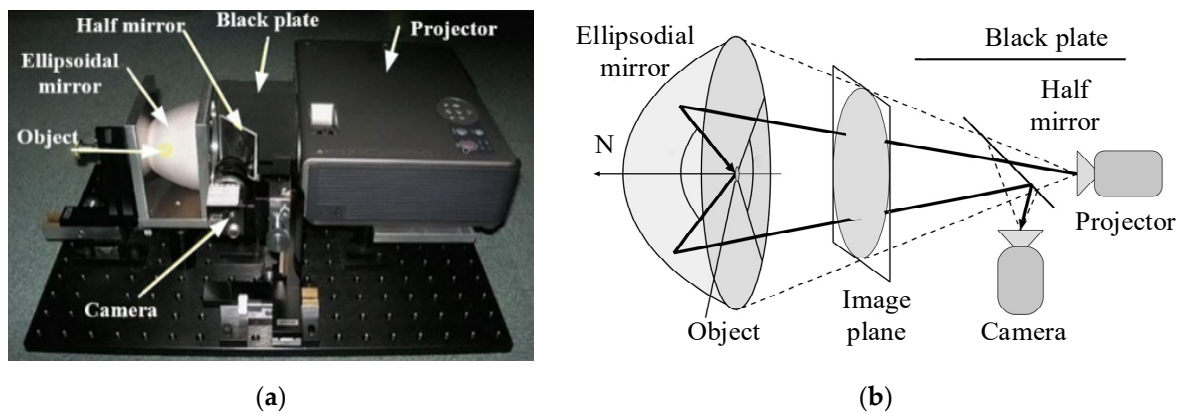 Half mirror
Black plate
Projector
Ellipsoidal
mirror
Object
Camera
(a)
Ellipsodial
mirror
Black plate
Half
mirror
N
Projector
Object
Image
plane
Camera
(b)